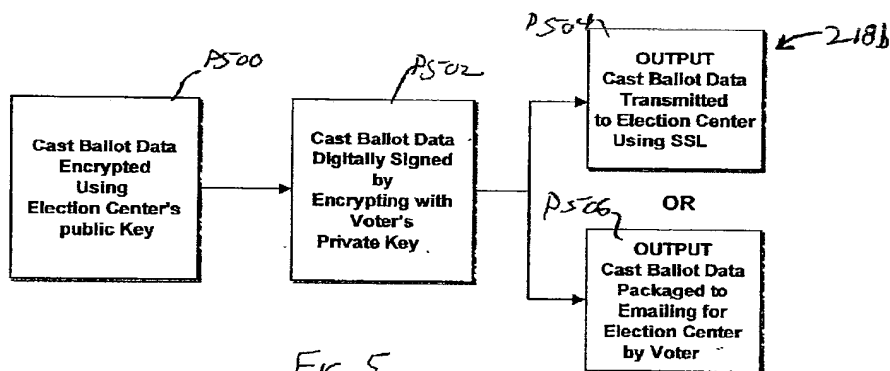 P500
Cast Ballot Data
Encrypted
Using
Election Center's
public Key
P502
Cast Ballot Data
Digitally Signed
by
Encrypting with
Voter's
Private Key
P504
218b
OUTPUT
Cast Ballot Data
Transmitted
to Election Center
Using SSL
OR
P506
OUTPUT
Cast Ballot Data
Packaged to
Emailing for
Election Center
by Voter
Fig. 5